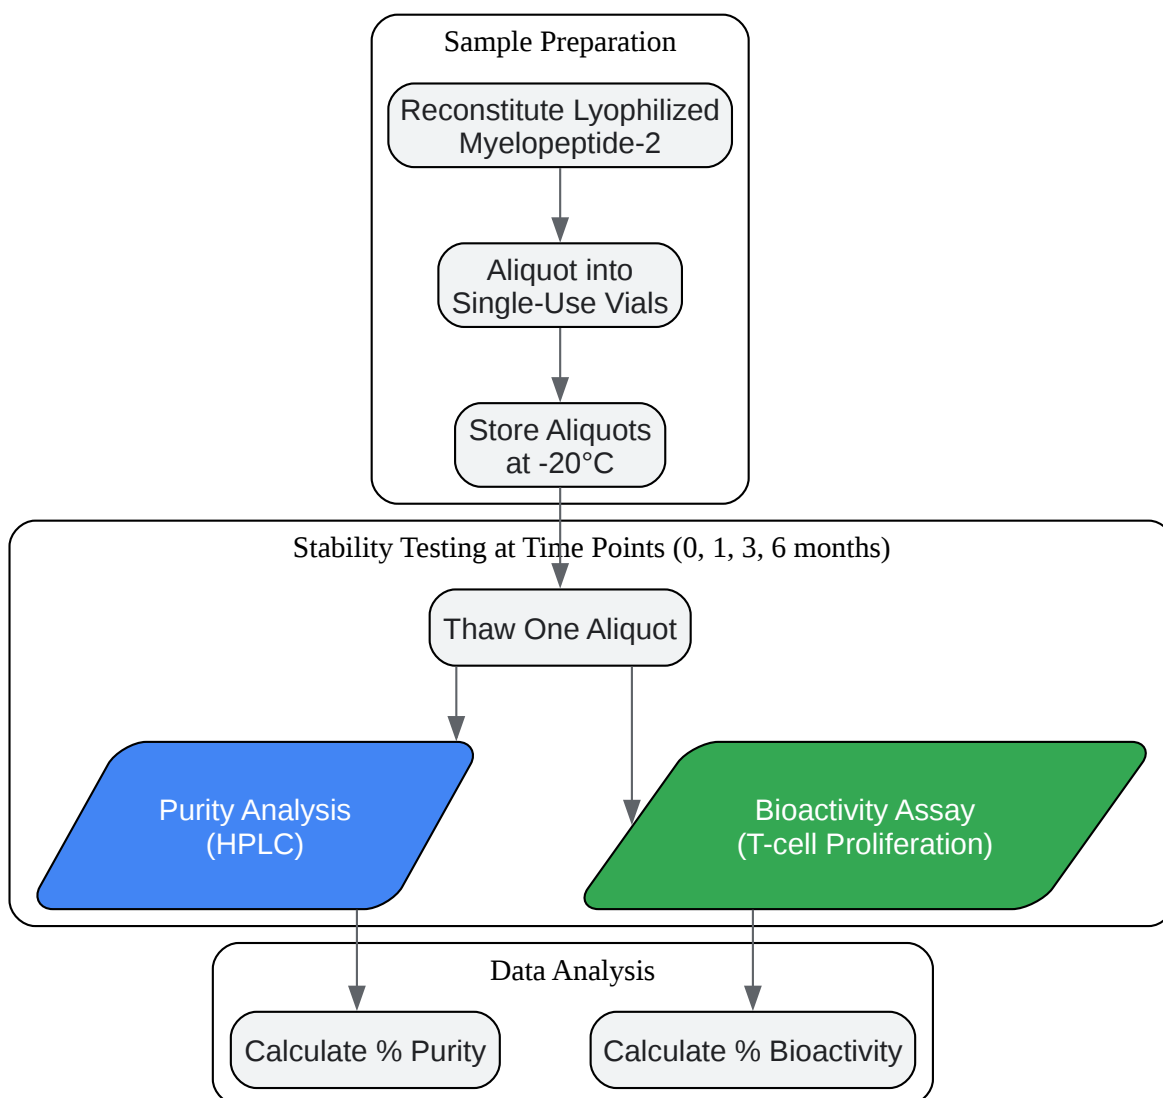 Sample Preparation
Reconstitute Lyophilized
Myelopeptide-2
Aliquot into
Single-Use Vials
Store Aliquots
at -20°C
Stability Testing at Time Points (0, 1, 3, 6 months)
Thaw One Aliquot
Purity Analysis
(HPLC)
Bioactivity Assay
(T-cell Proliferation)
Data Analysis
Calculate % Purity
Calculate % Bioactivity